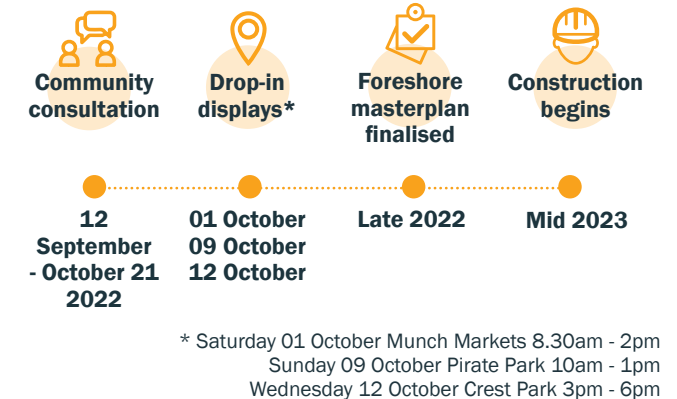 Community
consultation
Drop-in
displays*
Foreshore
masterplan
finalised
Construction
begins
12
September
- October 21
2022
01 October
09 October
12 October
Late 2022
Mid 2023
* Saturday 01 October Munch Markets 8.30am - 2pm
Sunday 09 October Pirate Park 10am - 1pm
Wednesday 12 October Crest Park 3pm - 6pm